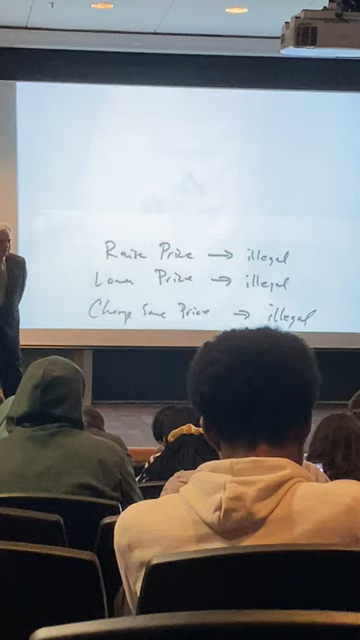 Raise Price → illegal
Lower Price → illegal
Charge Same Price → illegal